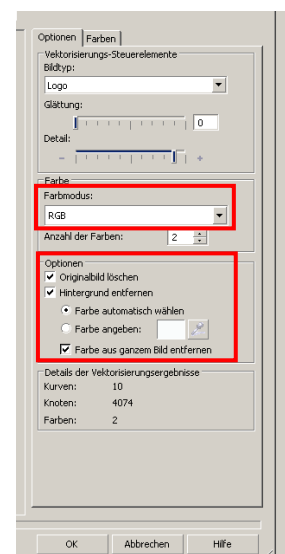 Optionen Farben
Vektorisierungs-Steuerelemente
Bildtyp:
Logo
Glättung:
0
Detail:
- +
Farbe
Farbmodus:
RGB
Anzahl der Farben: 2
Optionen
Originalbild löschen
Hintergrund entfernen
Farbe automatisch wählen
Farbe angeben:
Farbe aus ganzem Bild entfernen
Details der Vektorisierungsergebnisse
Kurven: 10
Knoten: 4074
Farben: 2
OK Abbrechen Hilfe